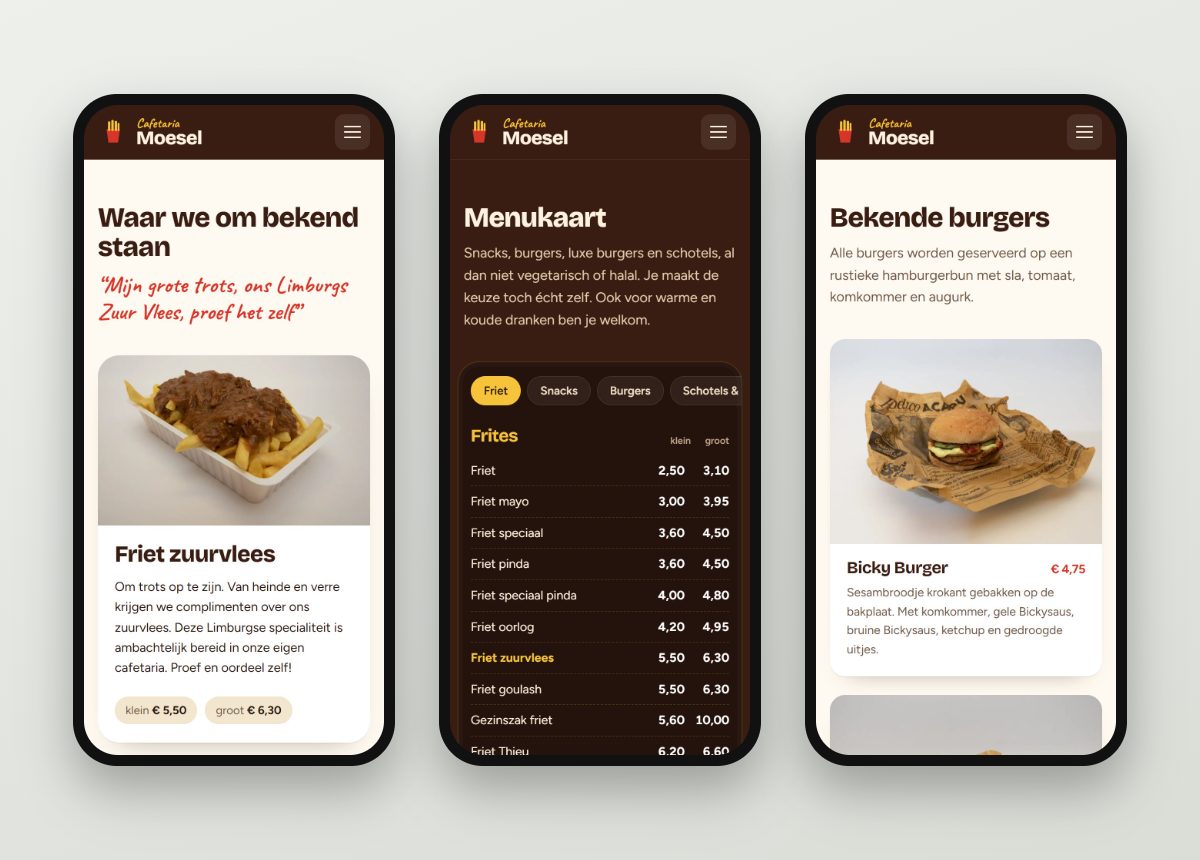 Cafetaria
Moesel
Waar we om bekend
staan
“Mijn grote trots, ons Limburgs
Zuur Vlees, proef het zelf”
Friet zuurvlees
Om trots op te zijn. Van heinde en verre
krijgen we complimenten over ons
zuurvlees. Deze Limburgse specialiteit is
ambachtelijk bereid in onze eigen
cafetaria. Proef en oordeel zelf!
klein € 5,50 groot € 6,30
Cafetaria
Moesel
Menukaart
Snacks, burgers, luxe burgers en schotels, al
dan niet vegetarisch of halal. Je maakt de
keuze toch écht zelf. Ook voor warme en
koude dranken ben je welkom.
Friet Snacks Burgers Schotels &
Frites klein groot
Friet 2,50 3,10
Friet mayo 3,00 3,95
Friet speciaal 3,60 4,50
Friet pinda 3,60 4,50
Friet speciaal pinda 4,00 4,80
Friet oorlog 4,20 4,95
Friet zuurvlees 5,50 6,30
Friet goulash 5,50 6,30
Gezinszak friet 5,60 10,00
Friet Thieu 6,20 6,60
Cafetaria
Moesel
Bekende burgers
Alle burgers worden geserveerd op een
rustieke hamburgerbun met sla, tomaat,
komkommer en augurk.
Bicky Burger € 4,75
Sesambroodje krokant gebakken op de
bakplaat. Met komkommer, gele Bickysaus,
bruine Bickysaus, ketchup en gedroogde
uitjes.